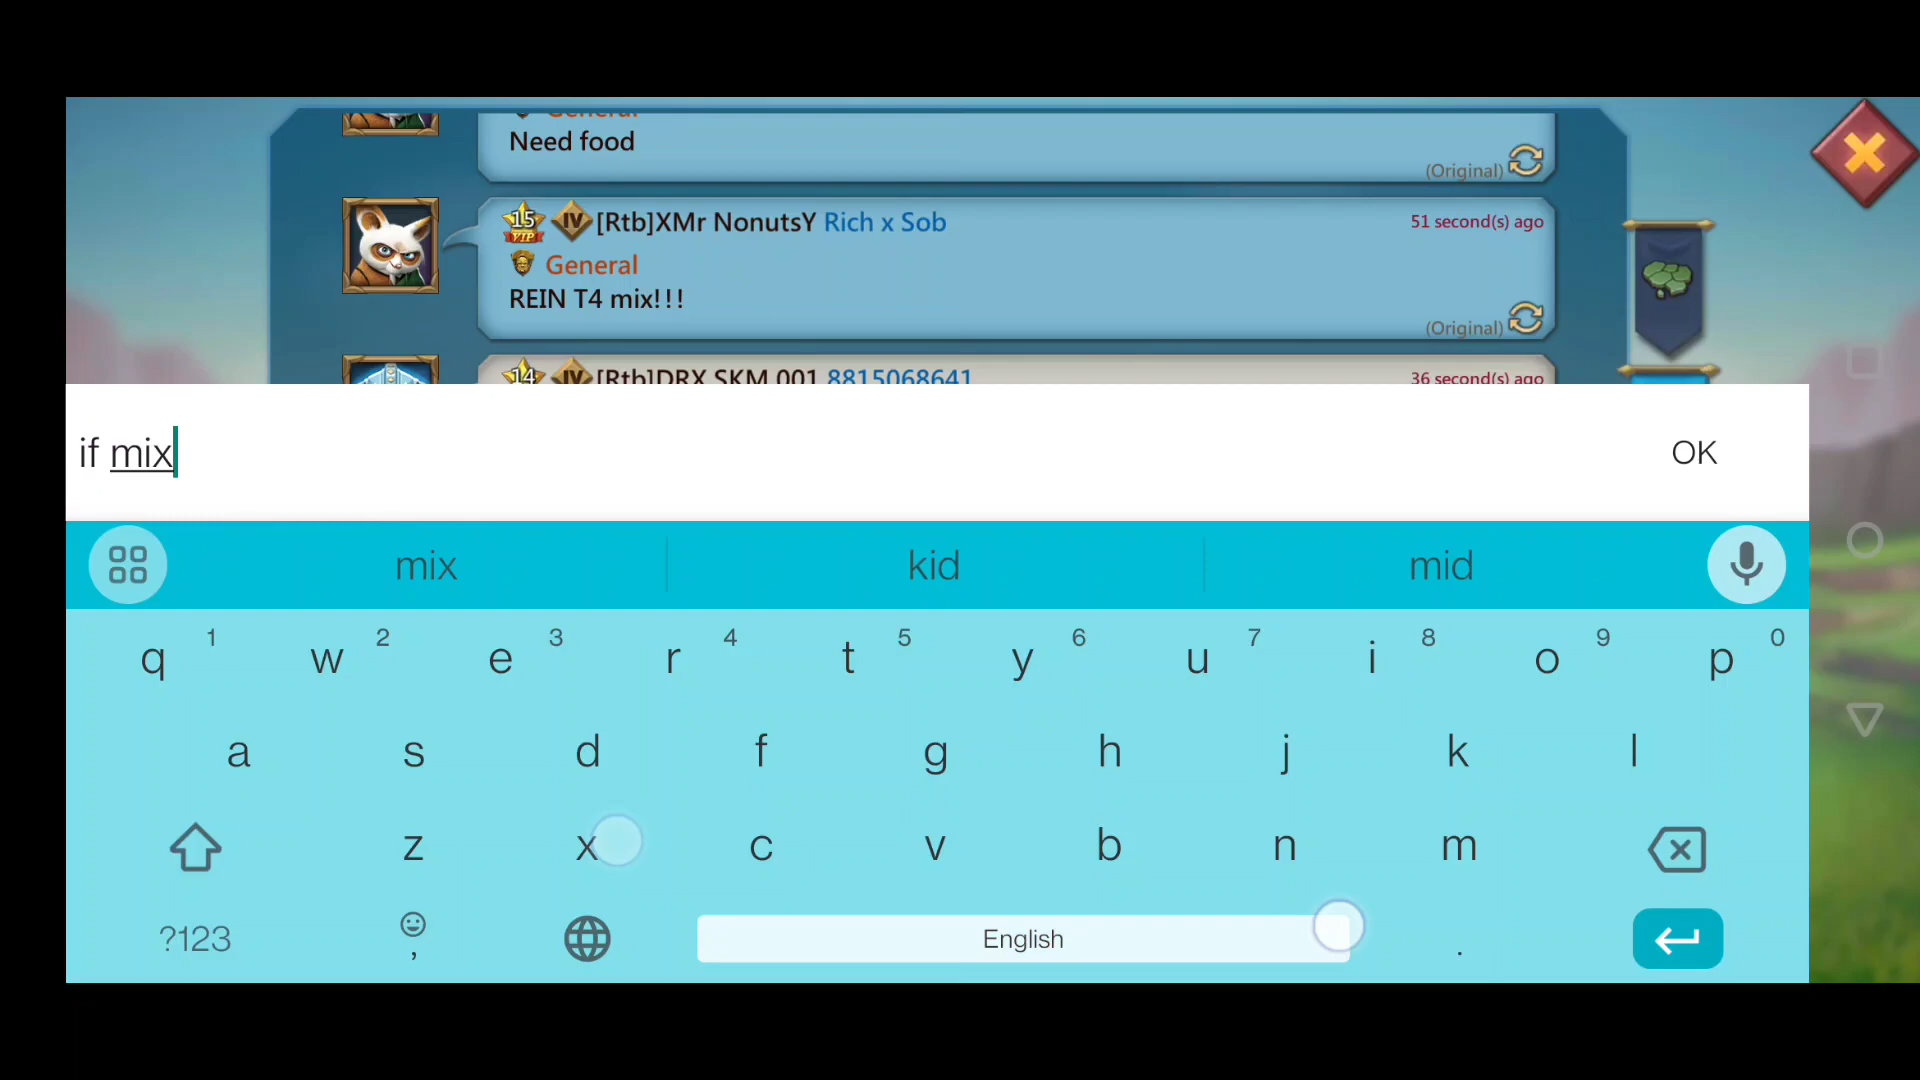 General
Need food
(Original)
15 VIP IV [Rtb]XMr NonutsY Rich x Sob 51 second(s) ago
General
REIN T4 mix!!!
(Original)
14 IV [Rtb]DRX SKM 001 8815068641 36 second(s) ago
if mix OK
mix kid mid
q 1 w 2 e 3 r 4 t 5 y 6 u 7 i 8 o 9 p 0
a s d f g h j k l
z x c v b n m
?123 , English .